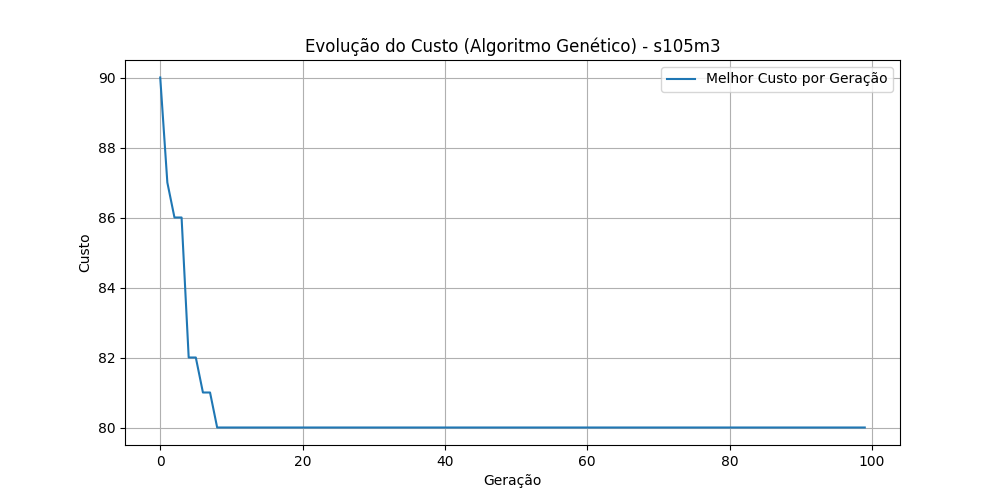 Evolução do Custo (Algoritmo Genético) - s105m3
Melhor Custo por Geração
90
88
86
84
82
80
Custo
0 20 40 60 80 100
Geração